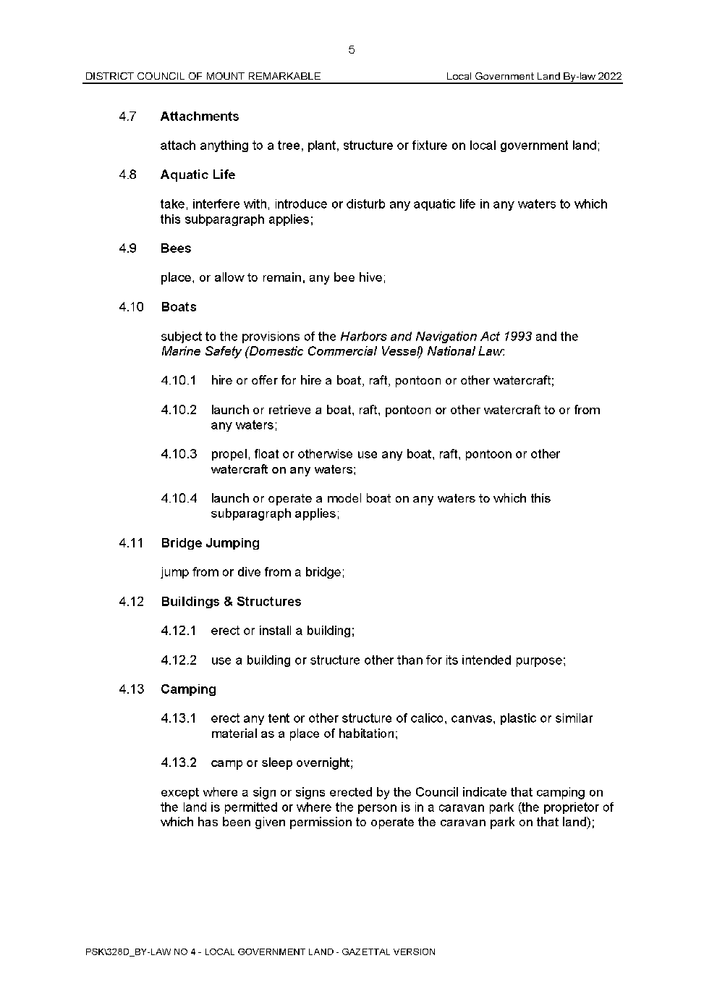 5
DISTRICT COUNCIL OF MOUNT REMARKABLE Local Government Land By-law 2022
4.7 Attachments
attach anything to a tree, plant, structure or fixture on local government land;
4.8 Aquatic Life
take, interfere with, introduce or disturb any aquatic life in any waters to which
this subparagraph applies;
4.9 Bees
place, or allow to remain, any bee hive;
4.10 Boats
subject to the provisions of the Harbors and Navigation Act 1993 and the
Marine Safety (Domestic Commercial Vessel) National Law:
4.10.1 hire or offer for hire a boat, raft, pontoon or other watercraft;
4.10.2 launch or retrieve a boat, raft, pontoon or other watercraft to or from
any waters;
4.10.3 propel, float or otherwise use any boat, raft, pontoon or other
watercraft on any waters;
4.10.4 launch or operate a model boat on any waters to which this
subparagraph applies;
4.11 Bridge Jumping
jump from or dive from a bridge;
4.12 Buildings & Structures
4.12.1 erect or install a building;
4.12.2 use a building or structure other than for its intended purpose;
4.13 Camping
4.13.1 erect any tent or other structure of calico, canvas, plastic or similar
material as a place of habitation;
4.13.2 camp or sleep overnight;
except where a sign or signs erected by the Council indicate that camping on
the land is permitted or where the person is in a caravan park (the proprietor of
which has been given permission to operate the caravan park on that land);
PSK\328D_BY-LAW NO 4 - LOCAL GOVERNMENT LAND - GAZETTAL VERSION